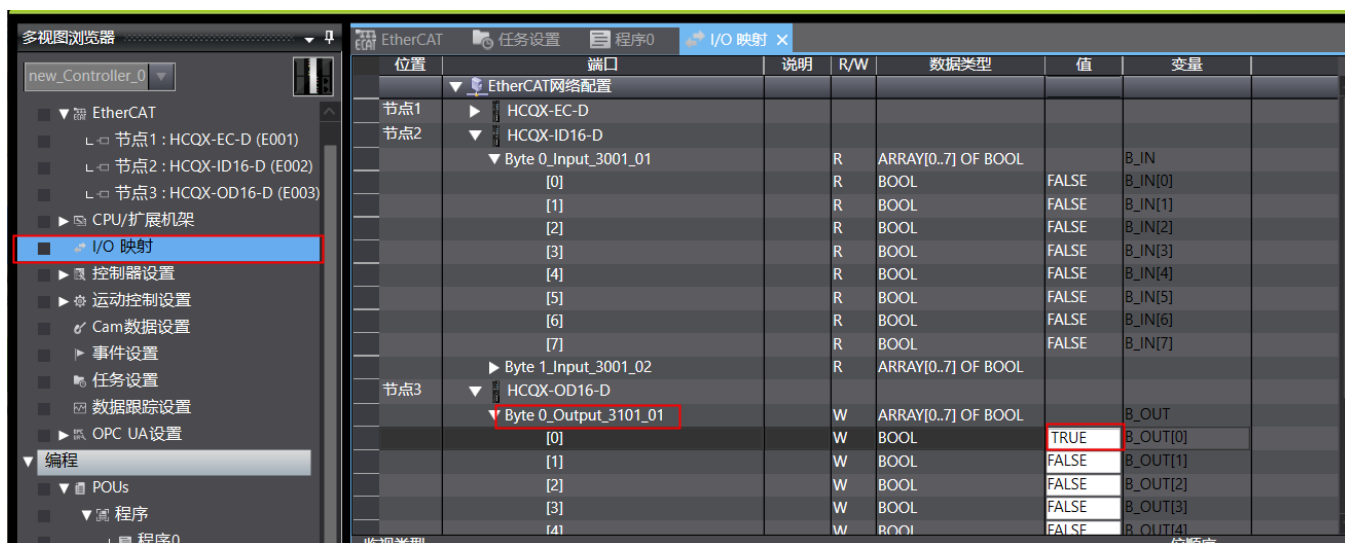 多视图浏览器
EtherCAT 任务设置 程序0 I/O 映射
new_Controller_0
EtherCAT
节点1 : HCQX-EC-D (E001)
节点2 : HCQX-ID16-D (E002)
节点3 : HCQX-OD16-D (E003)
CPU/扩展机架
I/O 映射
控制器设置
运动控制设置
Cam数据设置
事件设置
任务设置
数据跟踪设置
OPC UA设置
编程
POUs
程序
程序0
位置 端口 说明 R/W 数据类型 值 变量
EtherCAT网络配置
节点1 HCQX-EC-D
节点2 HCQX-ID16-D
Byte 0_Input_3001_01 R ARRAY[0..7] OF BOOL B_IN
[0] R BOOL FALSE B_IN[0]
[1] R BOOL FALSE B_IN[1]
[2] R BOOL FALSE B_IN[2]
[3] R BOOL FALSE B_IN[3]
[4] R BOOL FALSE B_IN[4]
[5] R BOOL FALSE B_IN[5]
[6] R BOOL FALSE B_IN[6]
[7] R BOOL FALSE B_IN[7]
Byte 1_Input_3001_02 R ARRAY[0..7] OF BOOL
节点3 HCQX-OD16-D
Byte 0_Output_3101_01 W ARRAY[0..7] OF BOOL B_OUT
[0] W BOOL TRUE B_OUT[0]
[1] W BOOL FALSE B_OUT[1]
[2] W BOOL FALSE B_OUT[2]
[3] W BOOL FALSE B_OUT[3]
[4] W BOOL FALSE B_OUT[4]